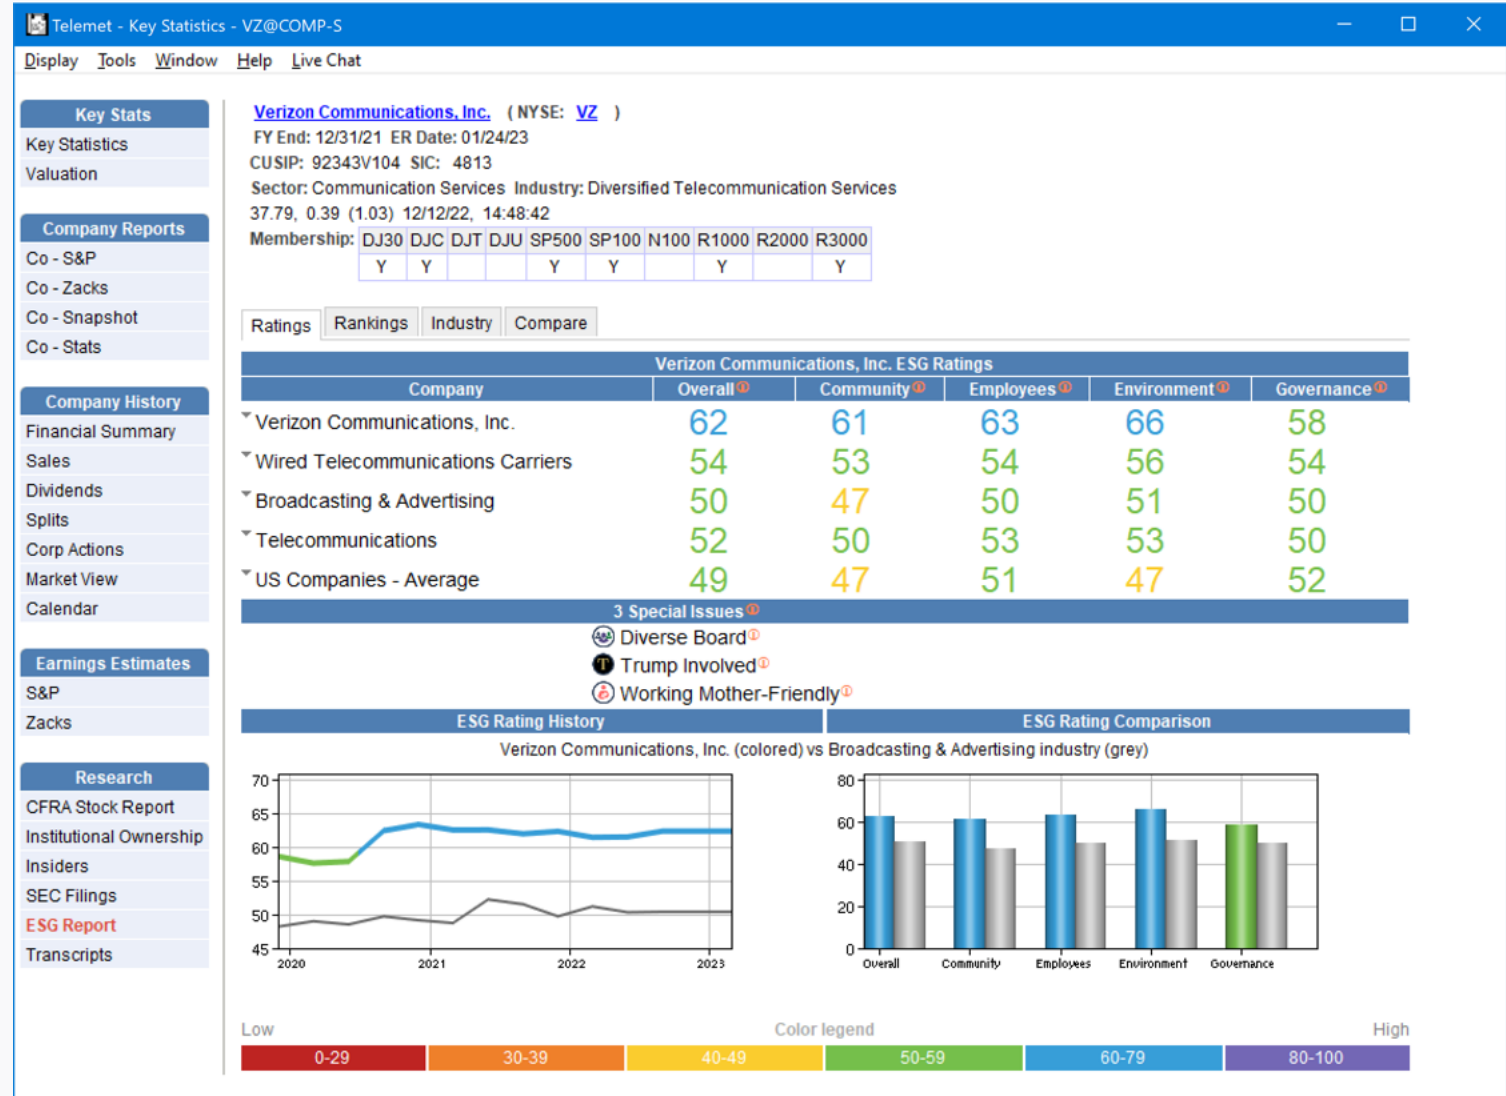 Telemet - Key Statistics - VZ@COMP-S
Display Tools Window Help Live Chat
Key Stats
Key Statistics
Valuation
Company Reports
Co - S&P
Co - Zacks
Co - Snapshot
Co - Stats
Company History
Financial Summary
Sales
Dividends
Splits
Corp Actions
Market View
Calendar
Earnings Estimates
S&P
Zacks
Research
CFRA Stock Report
Institutional Ownership
Insiders
SEC Filings
ESG Report
Transcripts
Verizon Communications, Inc. (NYSE: VZ )
FY End: 12/31/21 ER Date: 01/24/23
CUSIP: 92343V104 SIC: 4813
Sector: Communication Services Industry: Diversified Telecommunication Services
37.79, 0.39 (1.03) 12/12/22, 14:48:42
Membership: DJ30 DJC DJT DJU SP500 SP100 N100 R1000 R2000 R3000
Y Y Y Y Y Y
Ratings Rankings Industry Compare
Verizon Communications, Inc. ESG Ratings
Company Overall Community Employees Environment Governance
Verizon Communications, Inc. 62 61 63 66 58
Wired Telecommunications Carriers 54 53 54 56 54
Broadcasting & Advertising 50 47 50 51 50
Telecommunications 52 50 53 53 50
US Companies - Average 49 47 51 47 52
3 Special Issues
Diverse Board
T Trump Involved
Working Mother-Friendly
ESG Rating History ESG Rating Comparison
Verizon Communications, Inc. (colored) vs Broadcasting & Advertising industry (grey)
70
65
60
55
50
45
2020 2021 2022 2023
80
60
40
20
0
Overall Community Employees Environment Governance
Low Color legend High
0-29 30-39 40-49 50-59 60-79 80-100